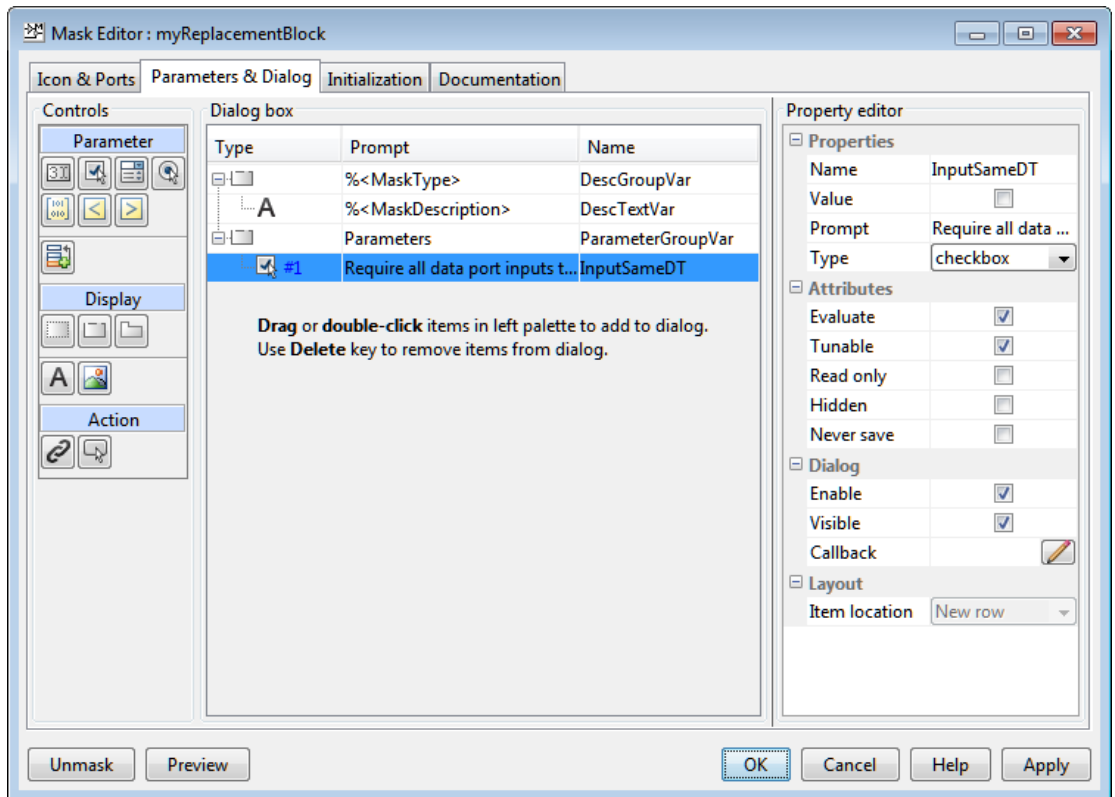 Mask Editor : myReplacementBlock
Icon & Ports Parameters & Dialog Initialization Documentation
Controls
Parameter
Display
A
Action
Dialog box
Type Prompt Name
%<MaskType> DescGroupVar
A %<MaskDescription> DescTextVar
Parameters ParameterGroupVar
#1 Require all data port inputs t... InputSameDT
Drag or double-click items in left palette to add to dialog.
Use Delete key to remove items from dialog.
Property editor
Properties
Name InputSameDT
Value
Prompt Require all data ...
Type checkbox
Attributes
Evaluate
Tunable
Read only
Hidden
Never save
Dialog
Enable
Visible
Callback
Layout
Item location New row
Unmask Preview OK Cancel Help Apply